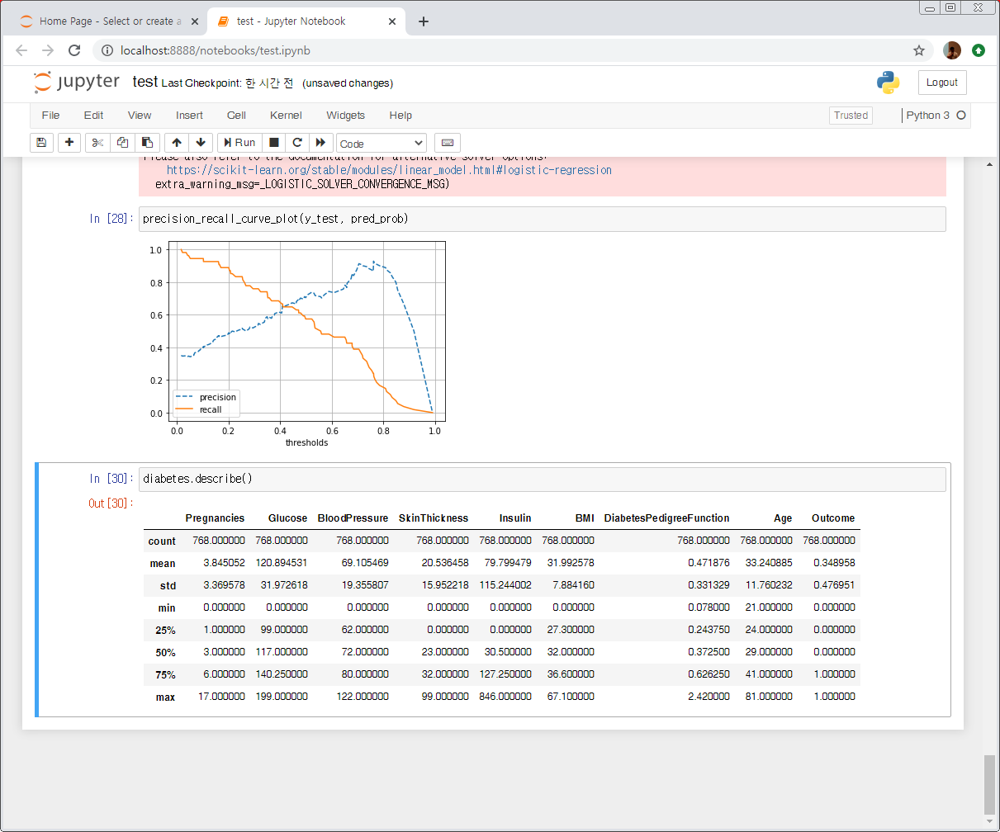 Home Page - Select or create a
test - Jupyter Notebook
localhost:8888/notebooks/test.ipynb
jupyter test Last Checkpoint: 한 시간 전 (unsaved changes)
Logout
File Edit View Insert Cell Kernel Widgets Help
Trusted Python 3
Run Code
Please also refer to the documentation for alternative solver options:
https://scikit-learn.org/stable/modules/linear_model.html#logistic-regression
extra_warning_msg=_LOGISTIC_SOLVER_CONVERGENCE_MSG)
In [28]: precision_recall_curve_plot(y_test, pred_prob)
1.0
0.8
0.6
0.4
0.2
0.0
precision
recall
0.0 0.2 0.4 0.6 0.8 1.0
thresholds
In [30]: diabetes.describe()
Out[30]:
Pregnancies Glucose BloodPressure SkinThickness Insulin BMI DiabetesPedigreeFunction Age Outcome
count 768.000000 768.000000 768.000000 768.000000 768.000000 768.000000 768.000000 768.000000 768.000000
mean 3.845052 120.894531 69.105469 20.536458 79.799479 31.992578 0.471876 33.240885 0.348958
std 3.369578 31.972618 19.355807 15.952218 115.244002 7.884160 0.331329 11.760232 0.476951
min 0.000000 0.000000 0.000000 0.000000 0.000000 0.000000 0.078000 21.000000 0.000000
25% 1.000000 99.000000 62.000000 0.000000 0.000000 27.300000 0.243750 24.000000 0.000000
50% 3.000000 117.000000 72.000000 23.000000 30.500000 32.000000 0.372500 29.000000 0.000000
75% 6.000000 140.250000 80.000000 32.000000 127.250000 36.600000 0.626250 41.000000 1.000000
max 17.000000 199.000000 122.000000 99.000000 846.000000 67.100000 2.420000 81.000000 1.000000